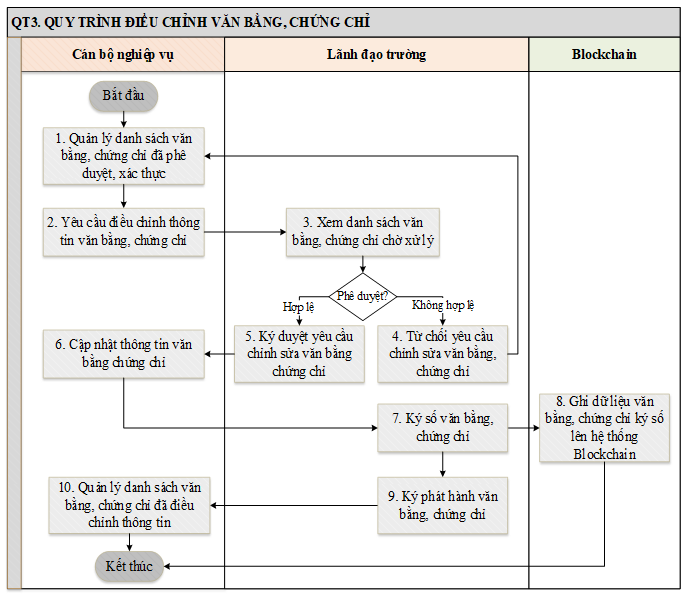 QT3. QUY TRÌNH ĐIỀU CHỈNH VĂN BẰNG, CHỨNG CHỈ
Cán bộ nghiệp vụ
Lãnh đạo trường
Blockchain
Bắt đầu
1. Quản lý danh sách văn
bằng, chứng chỉ đã phê
duyệt, xác thực
2. Yêu cầu điều chỉnh thông
tin văn bằng, chứng chỉ
3. Xem danh sách văn
bằng, chứng chỉ chờ xử lý
Phê duyệt?
Hợp lệ
Không hợp lệ
5. Ký duyệt yêu cầu
chỉnh sửa văn bằng
chứng chỉ
4. Từ chối yêu cầu
chỉnh sửa văn bằng,
chứng chỉ
6. Cập nhật thông tin văn
bằng chứng chỉ
7. Ký số văn bằng,
chứng chỉ
8. Ghi dữ liệu văn
bằng, chứng chỉ ký số
lên hệ thống
Blockchain
9. Ký phát hành văn
bằng, chứng chỉ
10. Quản lý danh sách văn
bằng, chứng chỉ đã điều
chỉnh thông tin
Kết thúc